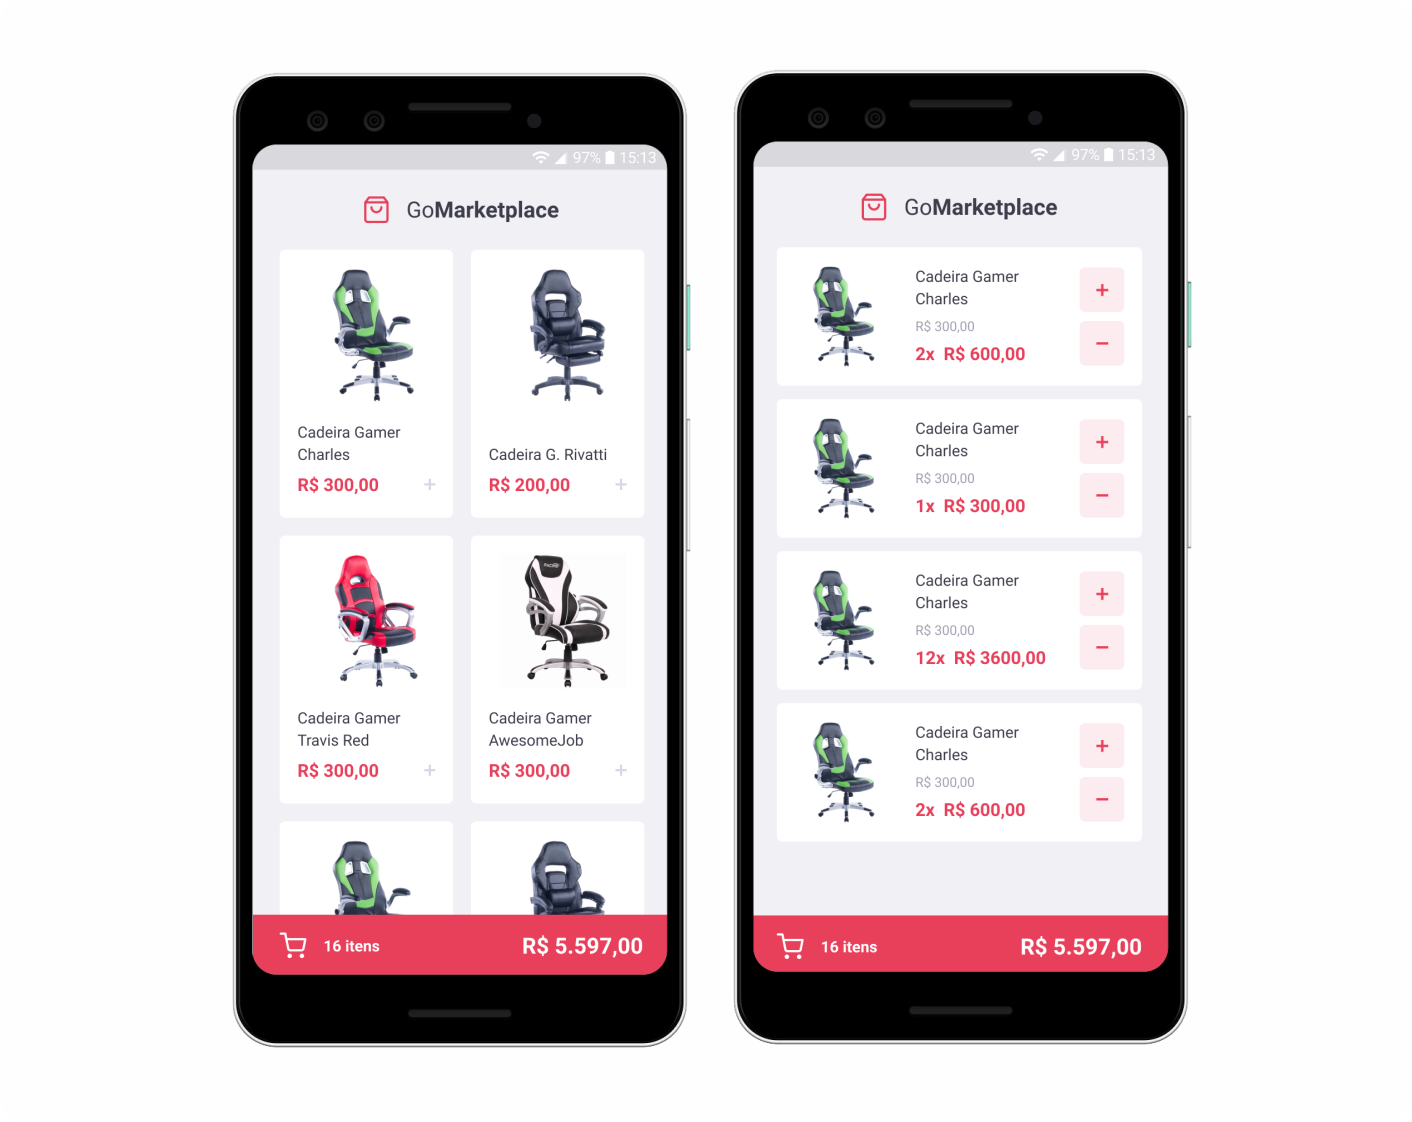 97% 15:13
GoMarketplace
Cadeira Gamer
Charles
R$ 300,00 +
Cadeira G. Rivatti
R$ 200,00 +
Cadeira Gamer
Travis Red
R$ 300,00 +
Cadeira Gamer
AwesomeJob
R$ 300,00 +
16 itens
R$ 5.597,00
97% 15:13
GoMarketplace
Cadeira Gamer
Charles
R$ 300,00
2x R$ 600,00
+
−
Cadeira Gamer
Charles
R$ 300,00
1x R$ 300,00
+
−
Cadeira Gamer
Charles
R$ 300,00
12x R$ 3600,00
+
−
Cadeira Gamer
Charles
R$ 300,00
2x R$ 600,00
+
−
16 itens
R$ 5.597,00